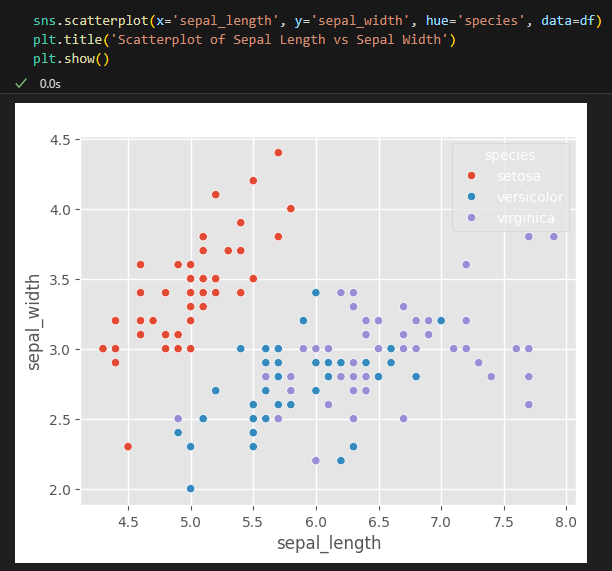 sns.scatterplot(x='sepal_length', y='sepal_width', hue='species', data=df)
plt.title('Scatterplot of Sepal Length vs Sepal Width')
plt.show()
0.0s
4.5
4.0
3.5
3.0
2.5
2.0
sepal_width
species
setosa
versicolor
virginica
4.5 5.0 5.5 6.0 6.5 7.0 7.5 8.0
sepal_length